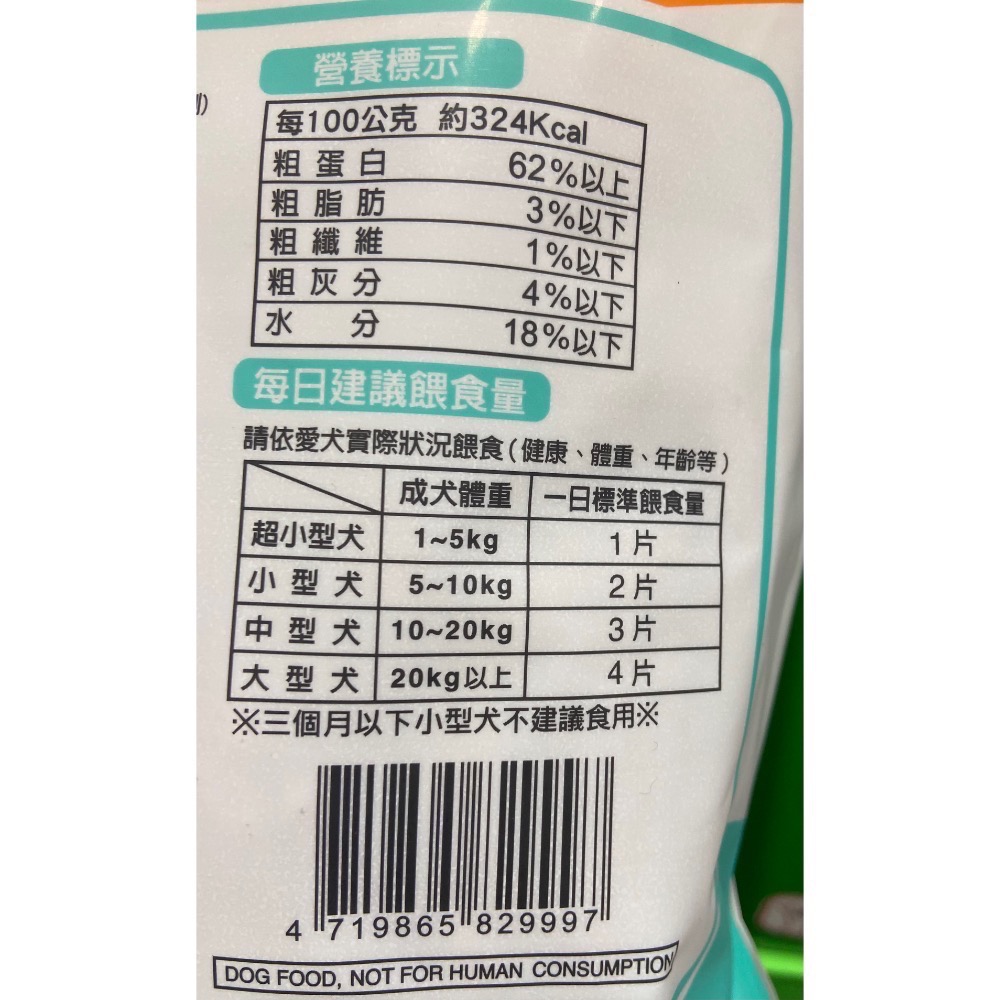 營養標示
每100公克 約324Kcal
粗蛋白 62%以上
粗脂肪 3%以下
粗纖維 1%以下
粗灰分 4%以下
水分 18%以下
每日建議餵食量
請依愛犬實際狀況餵食(健康、體重、年齡等)
成犬體重 一日標準餵食量
超小型犬 1~5kg 1片
小型犬 5~10kg 2片
中型犬 10~20kg 3片
大型犬 20kg以上 4片
※三個月以下小型犬不建議食用※
4 719865 829997
DOG FOOD, NOT FOR HUMAN CONSUMPTION